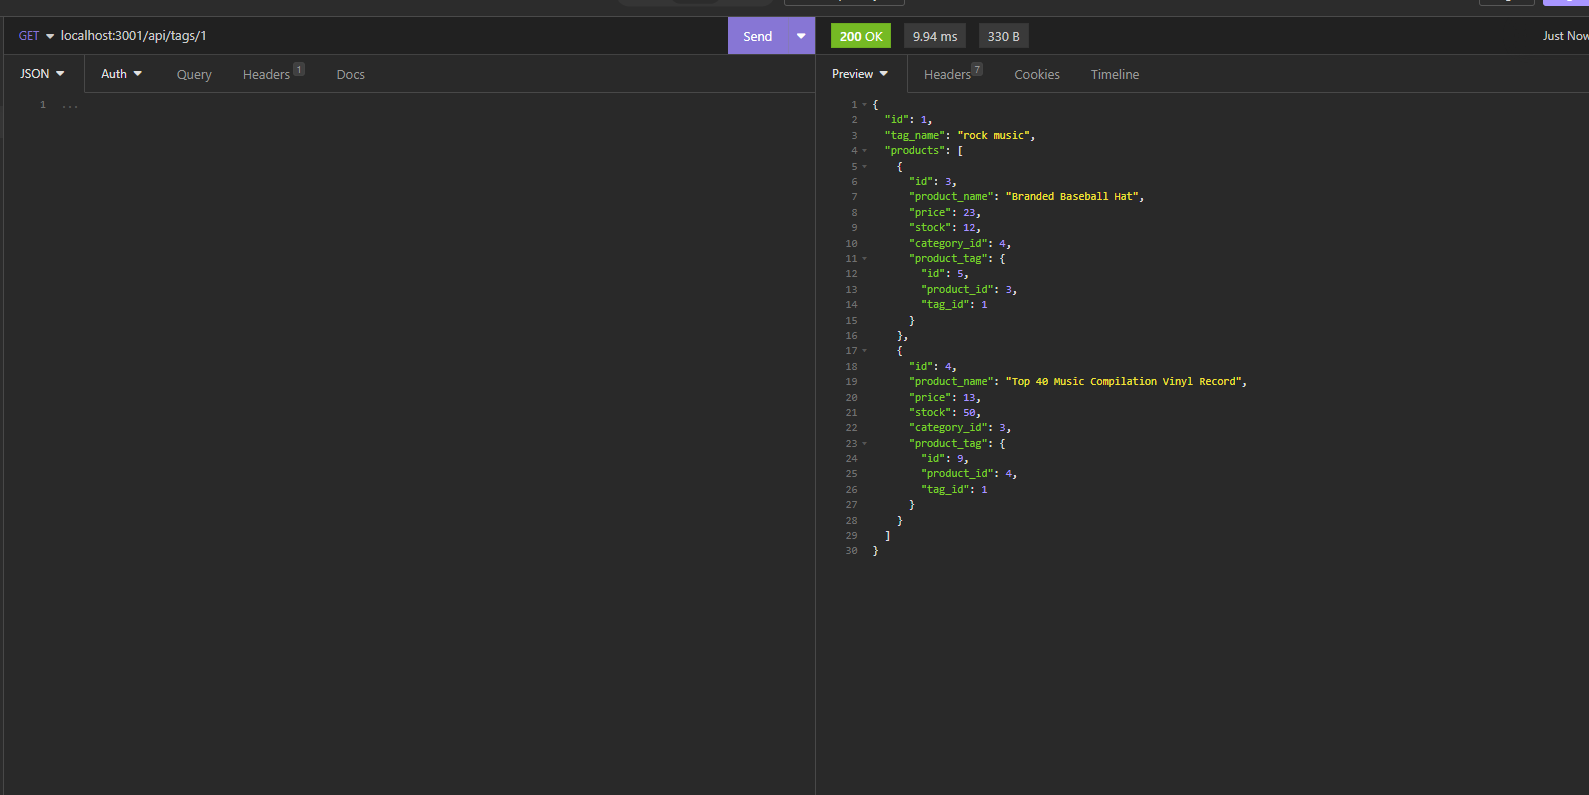 GET localhost:3001/api/tags/1 Send 200 OK 9.94 ms 330 B Just Now
JSON Auth Query Headers 1 Docs Preview Headers 7 Cookies Timeline
1 ...
1 {
2 "id": 1,
3 "tag_name": "rock music",
4 "products": [
5 {
6 "id": 3,
7 "product_name": "Branded Baseball Hat",
8 "price": 23,
9 "stock": 12,
10 "category_id": 4,
11 "product_tag": {
12 "id": 5,
13 "product_id": 3,
14 "tag_id": 1
15 }
16 },
17 {
18 "id": 4,
19 "product_name": "Top 40 Music Compilation Vinyl Record",
20 "price": 13,
21 "stock": 50,
22 "category_id": 3,
23 "product_tag": {
24 "id": 9,
25 "product_id": 4,
26 "tag_id": 1
27 }
28 }
29 ]
30 }